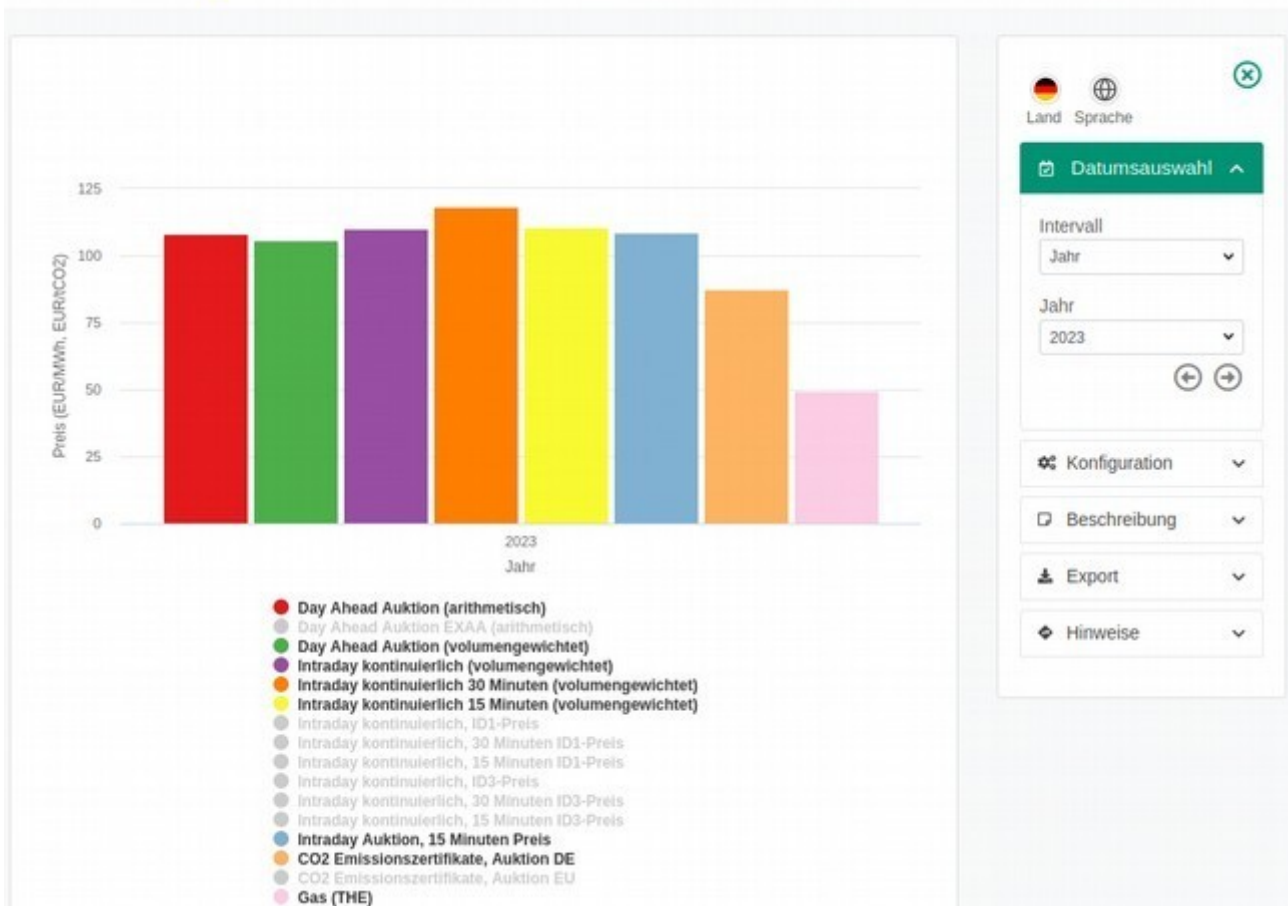 125
100
75
50
25
0
Preis (EUR/MWh, EUR/tCO2)
2023
Jahr
Day Ahead Auktion (arithmetisch)
Day Ahead Auktion EXAA (arithmetisch)
Day Ahead Auktion (volumengewichtet)
Intraday kontinuierlich (volumengewichtet)
Intraday kontinuierlich 30 Minuten (volumengewichtet)
Intraday kontinuierlich 15 Minuten (volumengewichtet)
Intraday kontinuierlich, ID1-Preis
Intraday kontinuierlich, 30 Minuten ID1-Preis
Intraday kontinuierlich, 15 Minuten ID1-Preis
Intraday kontinuierlich, ID3-Preis
Intraday kontinuierlich, 30 Minuten ID3-Preis
Intraday kontinuierlich, 15 Minuten ID3-Preis
Intraday Auktion, 15 Minuten Preis
CO2 Emissionszertifikate, Auktion DE
CO2 Emissionszertifikate, Auktion EU
Gas (THE)
Land Sprache
Datumsauswahl
Intervall
Jahr
Jahr
2023
Konfiguration
Beschreibung
Export
Hinweise